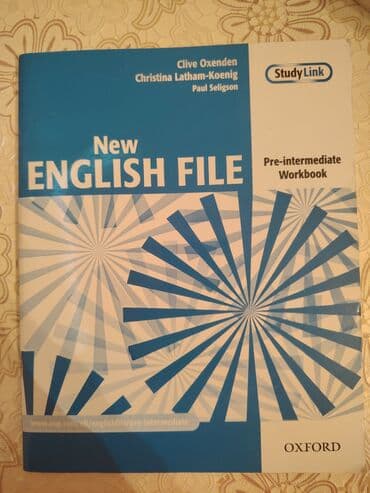 Clive Oxenden
Christina Latham-Koenig
Paul Seligson
StudyLink
New
ENGLISH FILE
Pre-intermediate
Workbook
OXFORD